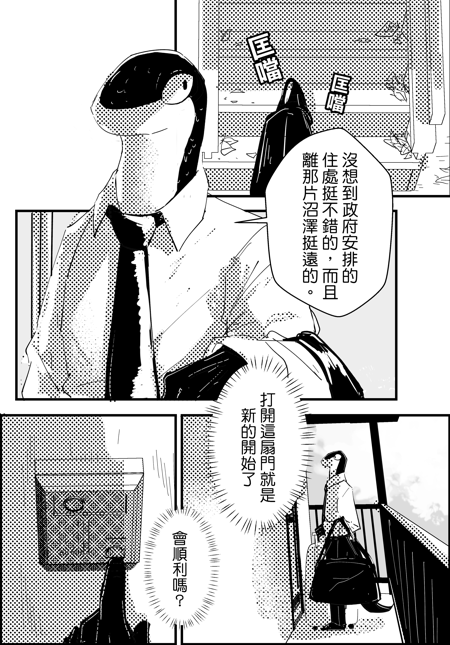 匡噹
匡噹
沒想到政府安排的
住處挺不錯的，而且
離那片沼澤挺遠的。
打開這扇門就是
新的開始了
會順利嗎？